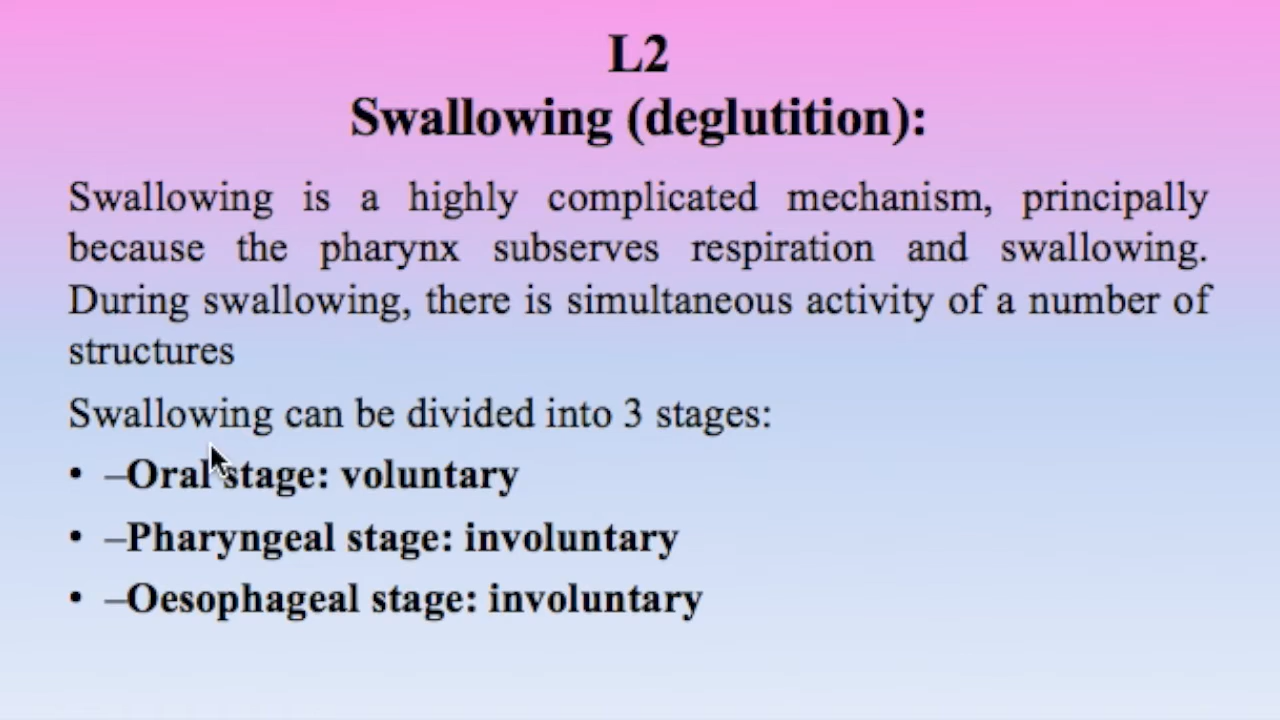 L2
Swallowing (deglutition):
Swallowing is a highly complicated mechanism, principally
because the pharynx subserves respiration and swallowing.
During swallowing, there is simultaneous activity of a number of
structures
Swallowing can be divided into 3 stages:
• –Oral stage: voluntary
• –Pharyngeal stage: involuntary
• –Oesophageal stage: involuntary